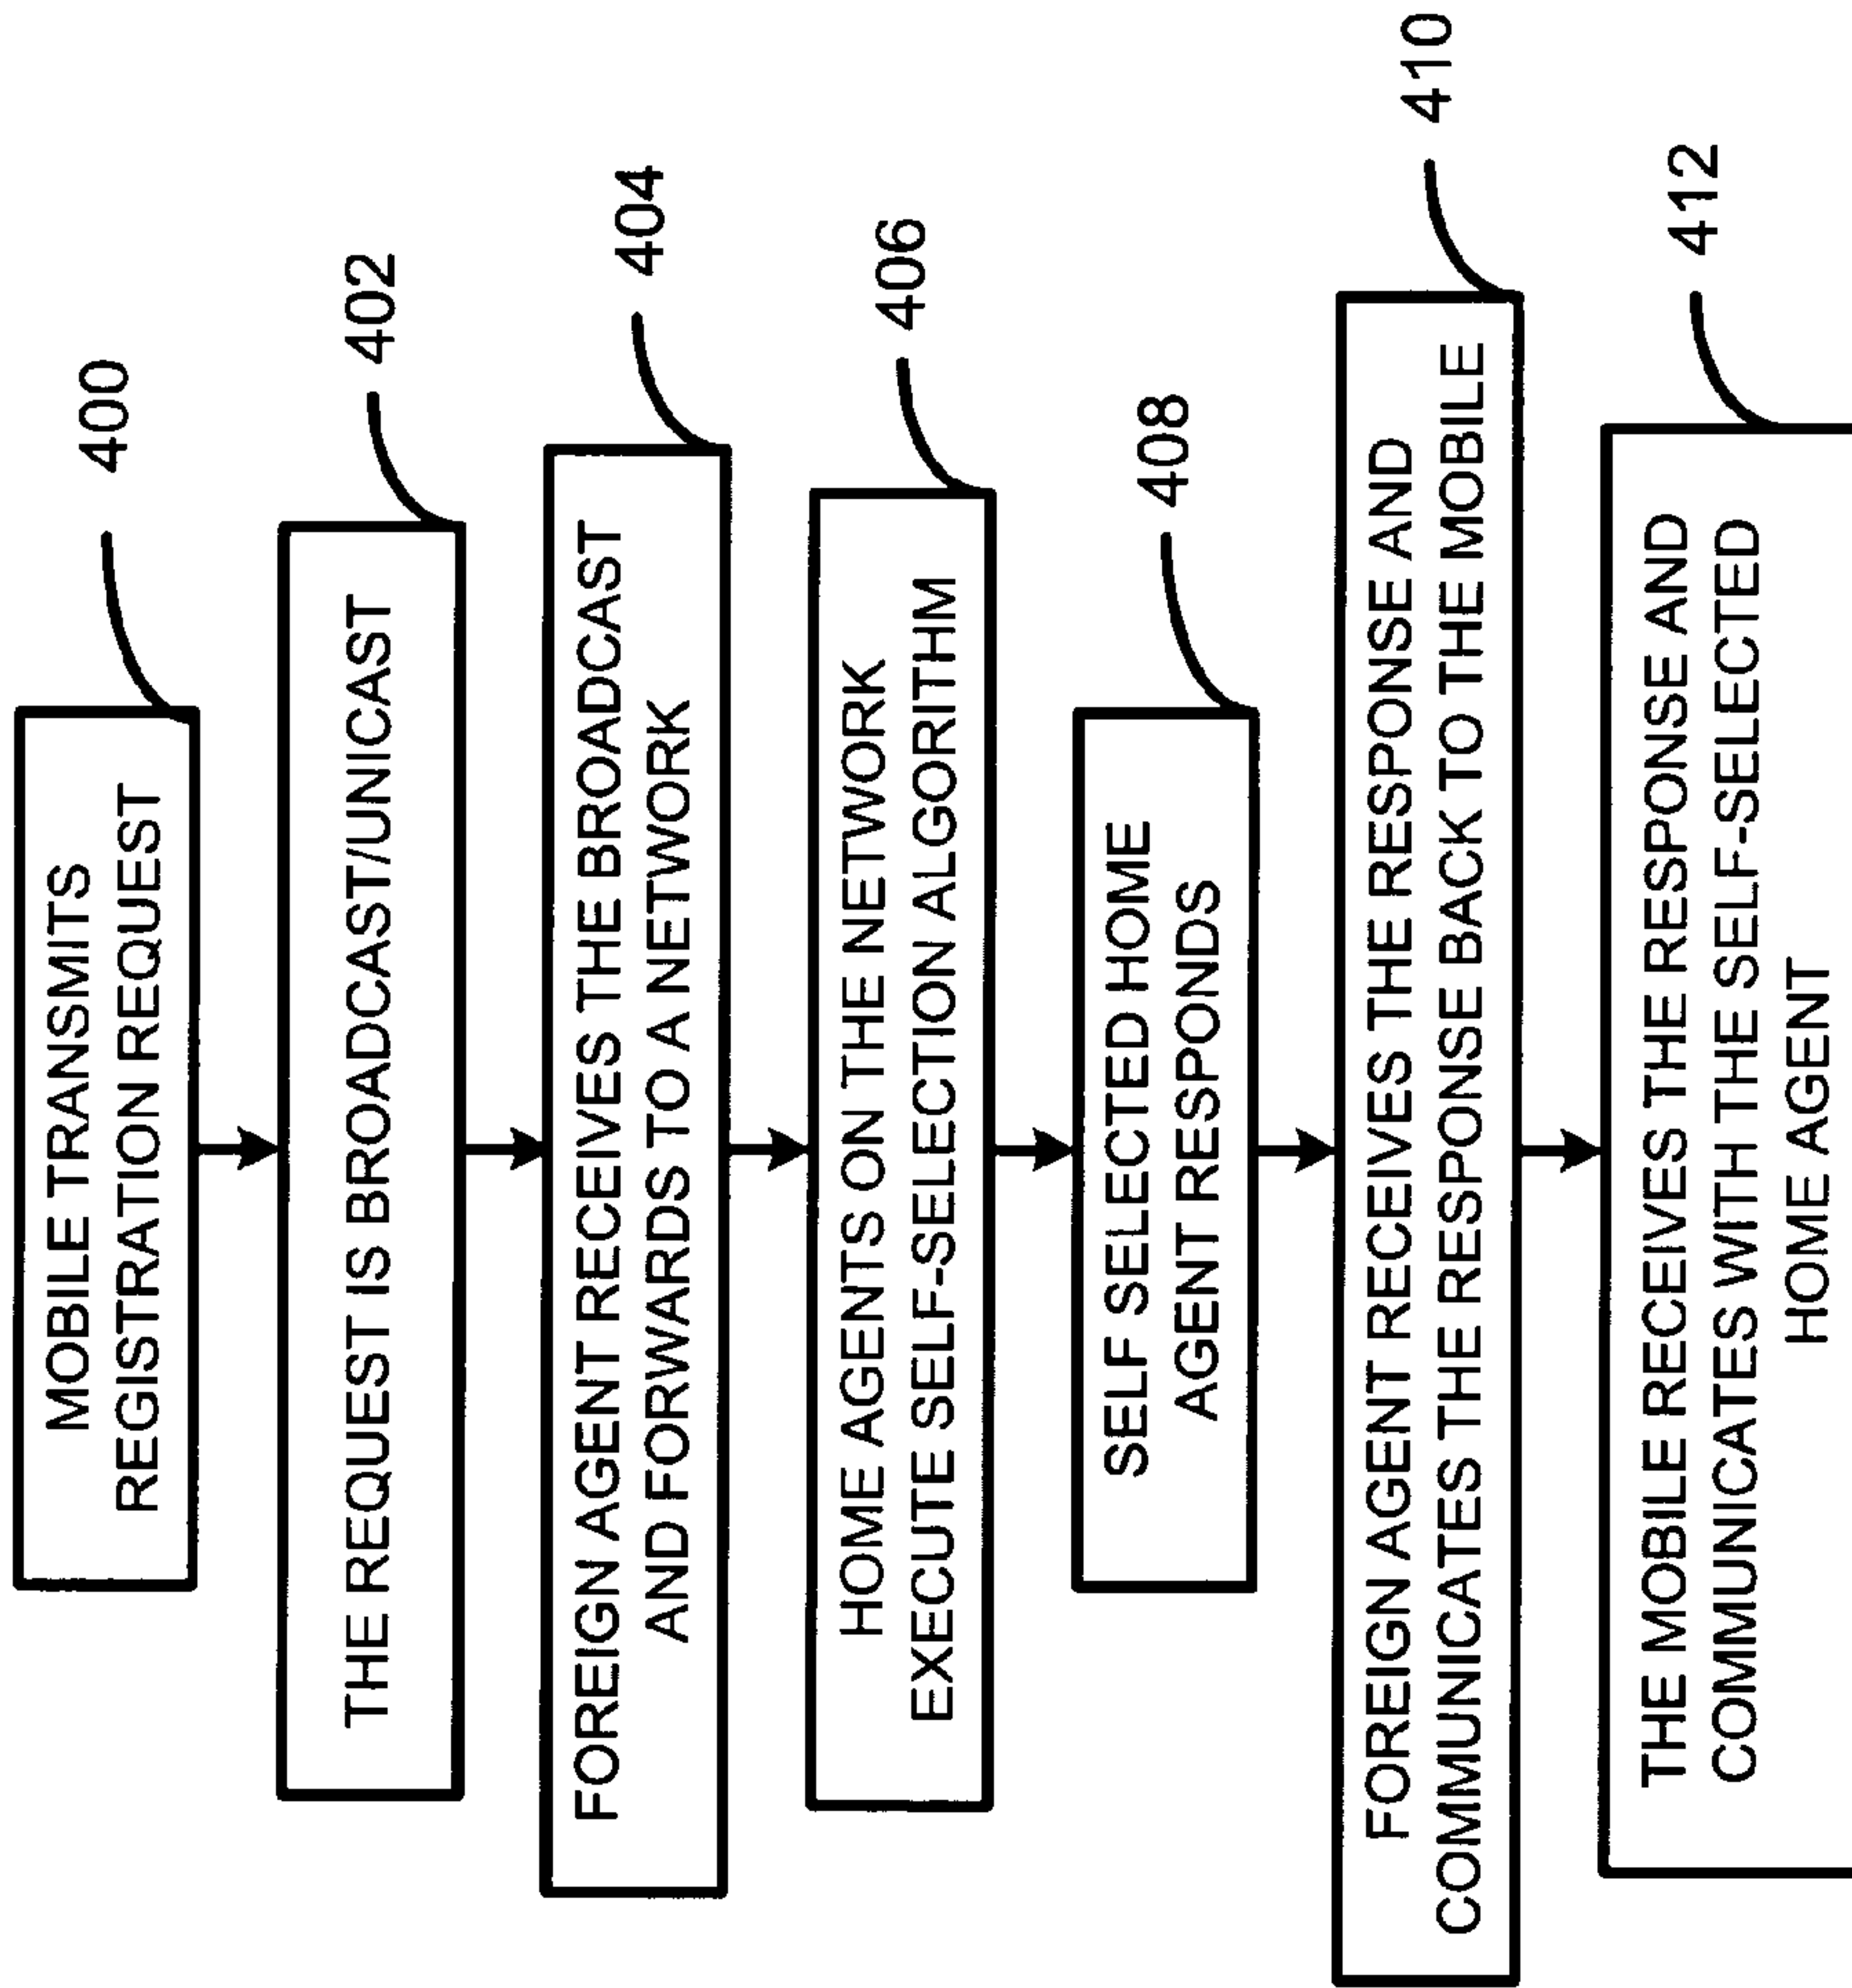 MOBILE TRANSMITS
REGISTRATION REQUEST
400
THE REQUEST IS BROADCAST/UNICAST
402
FOREIGN AGENT RECEIVES THE BROADCAST
AND FORWARDS TO A NETWORK
404
HOME AGENTS ON THE NETWORK
EXECUTE SELF-SELECTION ALGORITHM
406
SELF SELECTED HOME
AGENT RESPONDS
408
FOREIGN AGENT RECEIVES THE RESPONSE AND
COMMUNICATES THE RESPONSE BACK TO THE MOBILE
410
THE MOBILE RECEIVES THE RESPONSE AND
COMMUNICATES WITH THE SELF-SELECTED
HOME AGENT
412